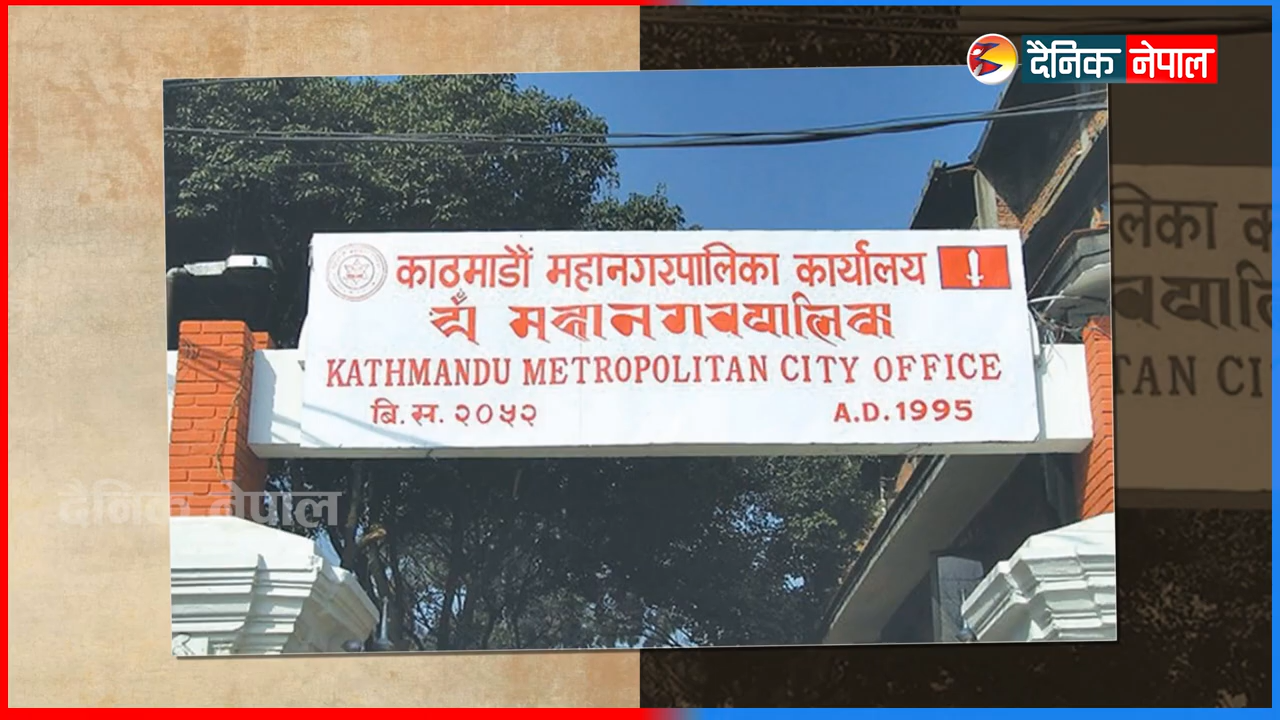 दैनिक नेपाल
काठमाडौं महानगरपालिका कार्यालय
KATHMANDU METROPOLITAN CITY OFFICE
बि.स. २०५२
A.D. 1995
दैनिक नेपाल